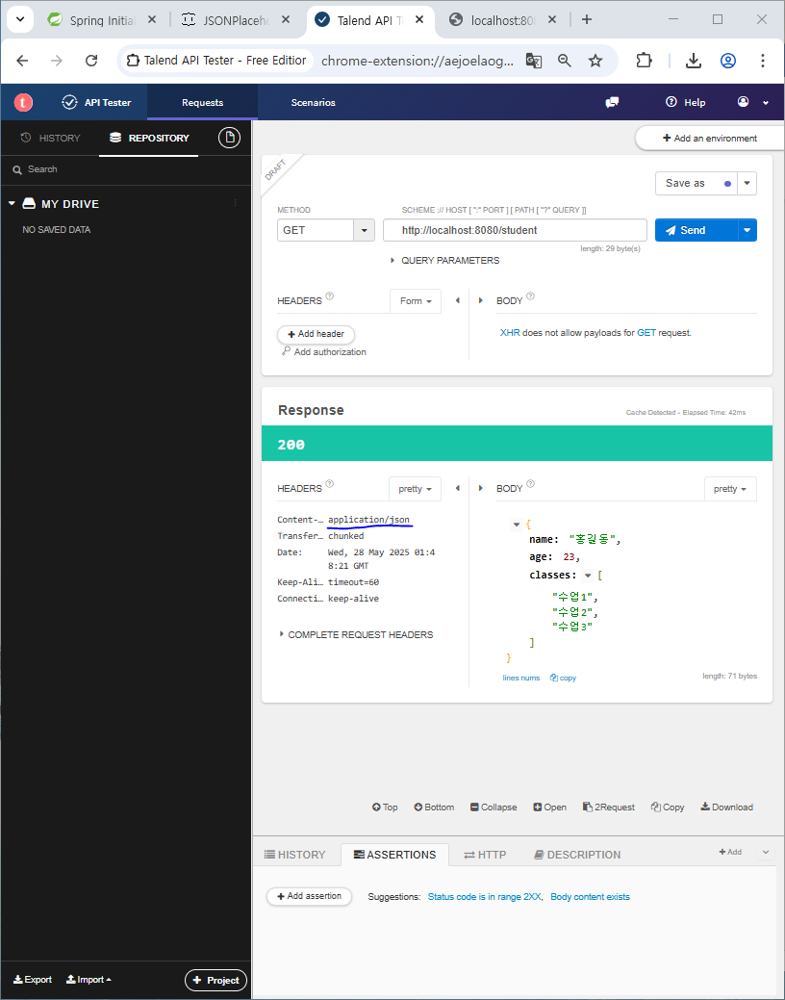 Spring Initia
JSONPlaceho
Talend API T
localhost:808
Talend API Tester - Free Edition
chrome-extension://aejoelaog...
t
API Tester
Requests
Scenarios
Help
HISTORY
REPOSITORY
Add an environment
Search
DRAFT
Save as
MY DRIVE
METHOD
SCHEME :// HOST [ ":" PORT ] [ PATH [ "?" QUERY ]]
NO SAVED DATA
GET
http://localhost:8080/student
Send
length: 29 byte(s)
QUERY PARAMETERS
HEADERS
Form
BODY
Add header
XHR does not allow payloads for GET request.
Add authorization
Response
Cache Detected - Elapsed Time: 42ms
200
HEADERS
pretty
BODY
pretty
Content-… application/json
Transfer… chunked
Date: Wed, 28 May 2025 01:4
8:21 GMT
Keep-Ali… timeout=60
Connecti… keep-alive
COMPLETE REQUEST HEADERS
{
name: "홍길동",
age: 23,
classes: [
"수업1",
"수업2",
"수업3"
]
}
lines nums
copy
length: 71 bytes
Top
Bottom
Collapse
Open
2Request
Copy
Download
HISTORY
ASSERTIONS
HTTP
DESCRIPTION
Add
Add assertion
Suggestions: Status code is in range 2XX, Body content exists
Export
Import
Project